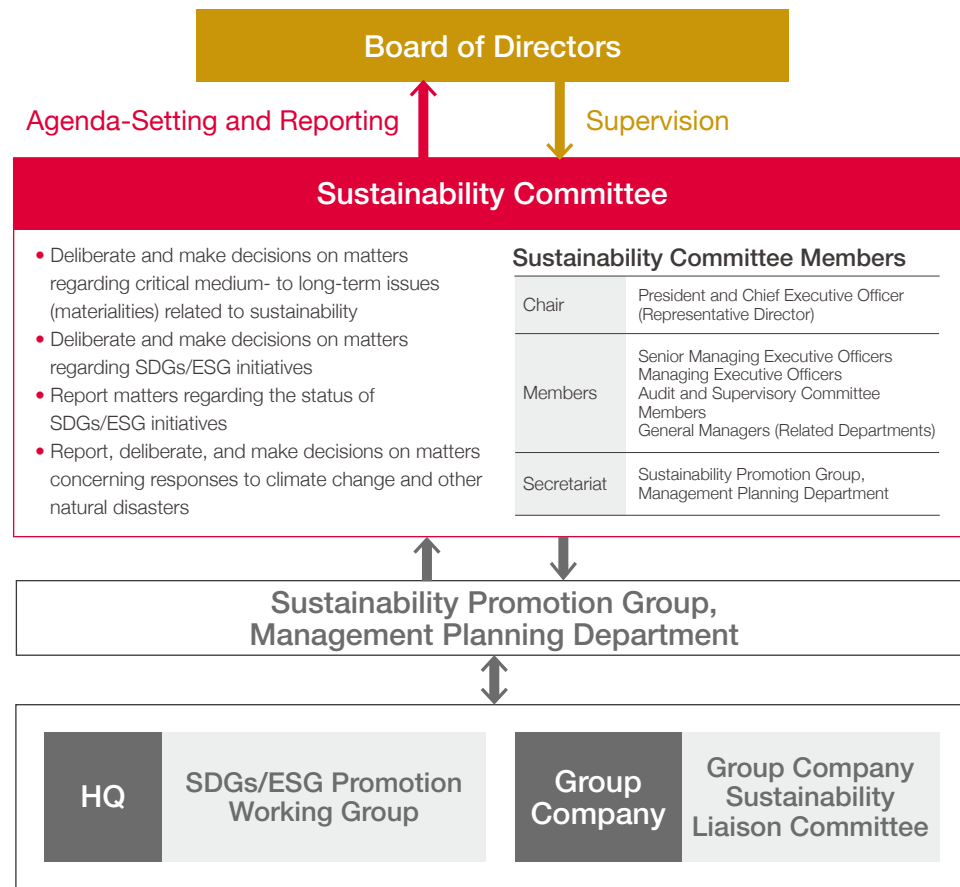 Board of Directors
Agenda-Setting and Reporting
Supervision
Sustainability Committee
• Deliberate and make decisions on matters
regarding critical medium- to long-term issues
(materialities) related to sustainability
• Deliberate and make decisions on matters
regarding SDGs/ESG initiatives
• Report matters regarding the status of
SDGs/ESG initiatives
• Report, deliberate, and make decisions on matters
concerning responses to climate change and other
natural disasters
Sustainability Committee Members
Chair
President and Chief Executive Officer
(Representative Director)
Members
Senior Managing Executive Officers
Managing Executive Officers
Audit and Supervisory Committee
Members
General Managers (Related Departments)
Secretariat
Sustainability Promotion Group,
Management Planning Department
Sustainability Promotion Group,
Management Planning Department
HQ
SDGs/ESG Promotion
Working Group
Group
Company
Group Company
Sustainability
Liaison Committee